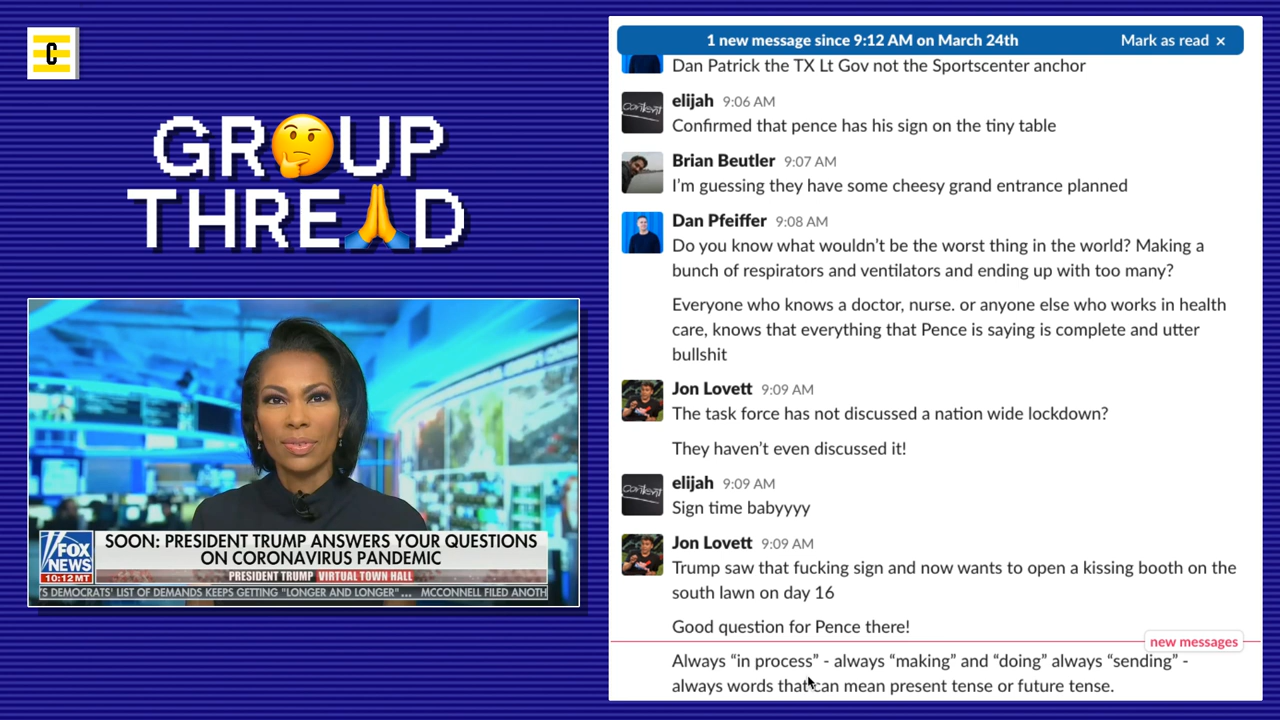 C
GR🤔UP
THRE🙏D
SOON: PRESIDENT TRUMP ANSWERS YOUR QUESTIONS
ON CORONAVIRUS PANDEMIC
FOX
NEWS
10:12 MT
PRESIDENT TRUMP VIRTUAL TOWN HALL
'S DEMOCRATS' LIST OF DEMANDS KEEPS GETTING "LONGER AND LONGER"... MCCONNELL FILED ANOTH
1 new message since 9:12 AM on March 24th Mark as read ×
Dan Patrick the TX Lt Gov not the Sportscenter anchor
content
elijah 9:06 AM
Confirmed that pence has his sign on the tiny table
Brian Beutler 9:07 AM
I'm guessing they have some cheesy grand entrance planned
Dan Pfeiffer 9:08 AM
Do you know what wouldn't be the worst thing in the world? Making a
bunch of respirators and ventilators and ending up with too many?
Everyone who knows a doctor, nurse. or anyone else who works in health
care, knows that everything that Pence is saying is complete and utter
bullshit
Jon Lovett 9:09 AM
The task force has not discussed a nation wide lockdown?
They haven't even discussed it!
content
elijah 9:09 AM
Sign time babyyyy
Jon Lovett 9:09 AM
Trump saw that fucking sign and now wants to open a kissing booth on the
south lawn on day 16
Good question for Pence there!
new messages
Always “in process” - always “making” and “doing” always “sending” -
always words that can mean present tense or future tense.